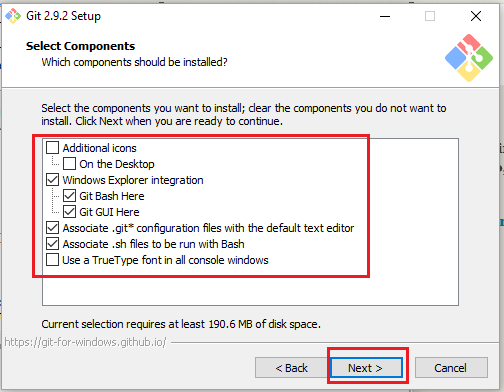 Git 2.9.2 Setup
Select Components
Which components should be installed?
Select the components you want to install; clear the components you do not want to
install. Click Next when you are ready to continue.
Additional icons
On the Desktop
Windows Explorer integration
Git Bash Here
Git GUI Here
Associate .git* configuration files with the default text editor
Associate .sh files to be run with Bash
Use a TrueType font in all console windows
Current selection requires at least 190.6 MB of disk space.
https://git-for-windows.github.io/
< Back
Next >
Cancel